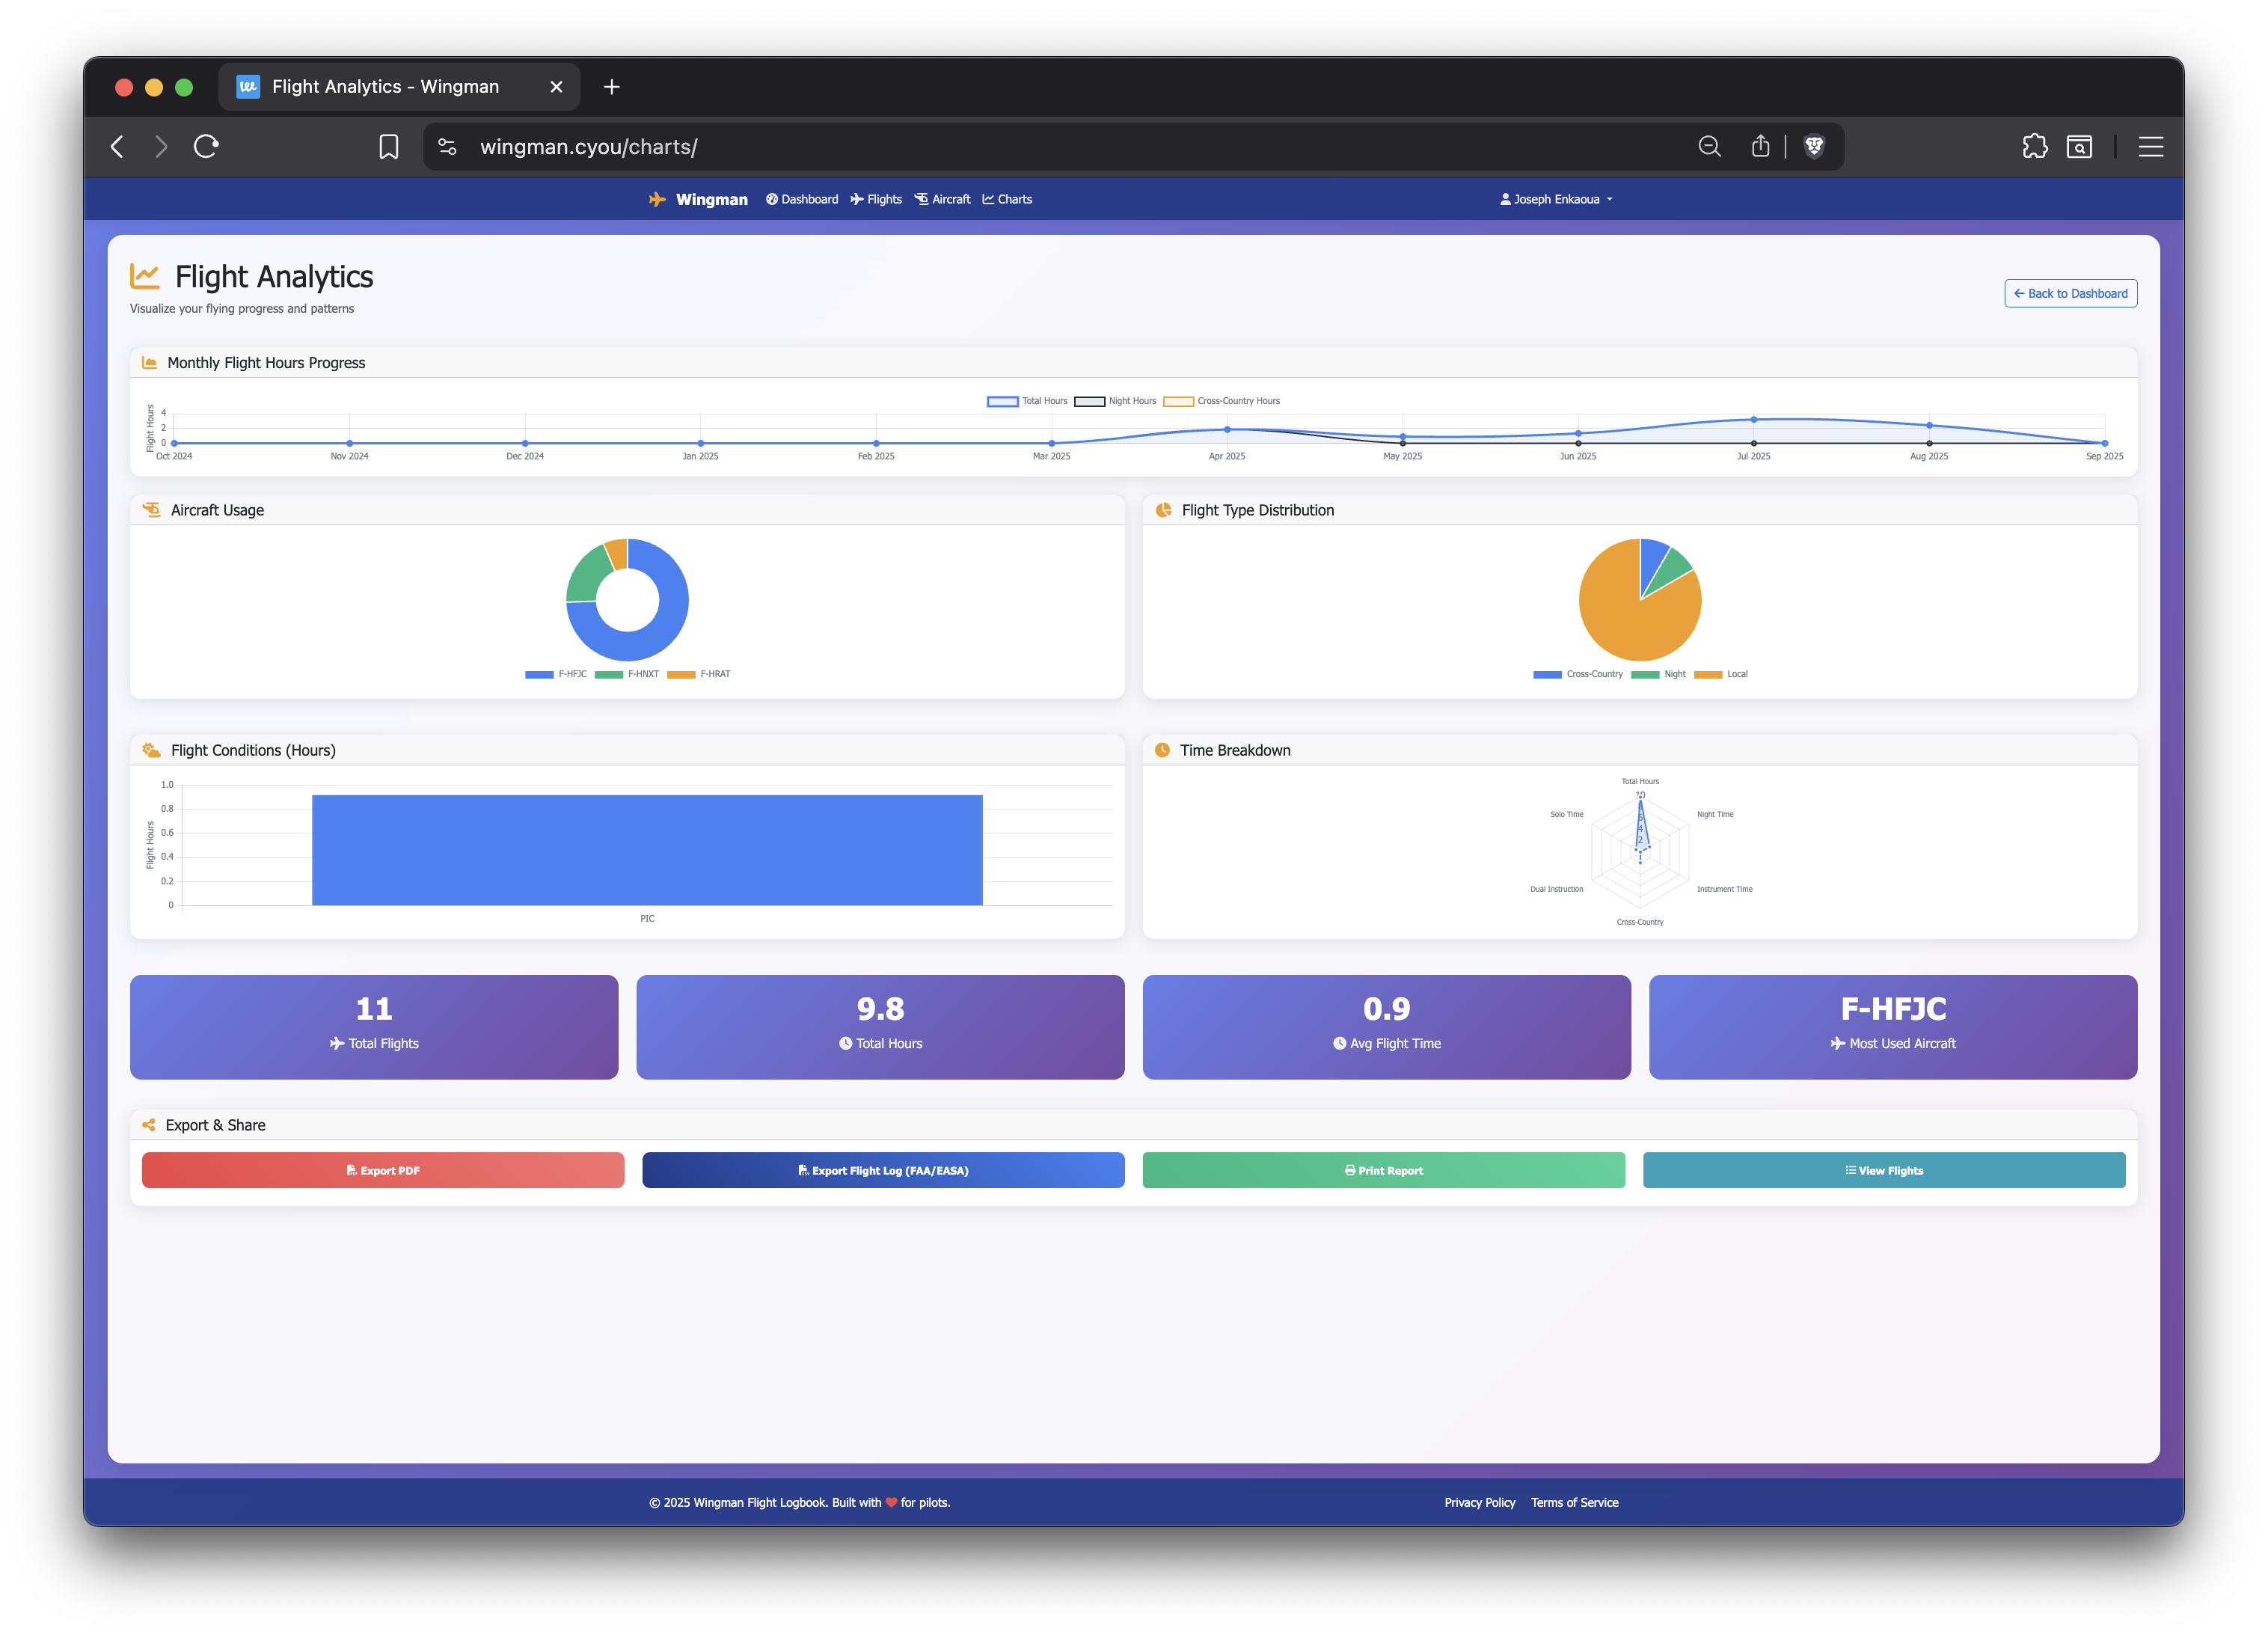 Flight Analytics - Wingman
wingman.cyou/charts/
Wingman Dashboard Flights Aircraft Charts Joseph Enkaoua
Flight Analytics
Visualize your flying progress and patterns
Back to Dashboard
Monthly Flight Hours Progress
Total Hours Night Hours Cross-Country Hours
Flight Hours
4
2
0
Oct 2024 Nov 2024 Dec 2024 Jan 2025 Feb 2025 Mar 2025 Apr 2025 May 2025 Jun 2025 Jul 2025 Aug 2025 Sep 2025
Aircraft Usage
F-HFJC F-HNXT F-HRAT
Flight Type Distribution
Cross-Country Night Local
Flight Conditions (Hours)
Flight Hours
1.0
0.8
0.6
0.4
0.2
0
PIC
Time Breakdown
Total Hours
10
Solo Time Night Time
6
4
2
Dual Instruction Instrument Time
Cross-Country
11
Total Flights
9.8
Total Hours
0.9
Avg Flight Time
F-HFJC
Most Used Aircraft
Export & Share
Export PDF Export Flight Log (FAA/EASA) Print Report View Flights
© 2025 Wingman Flight Logbook. Built with ❤ for pilots. Privacy Policy Terms of Service